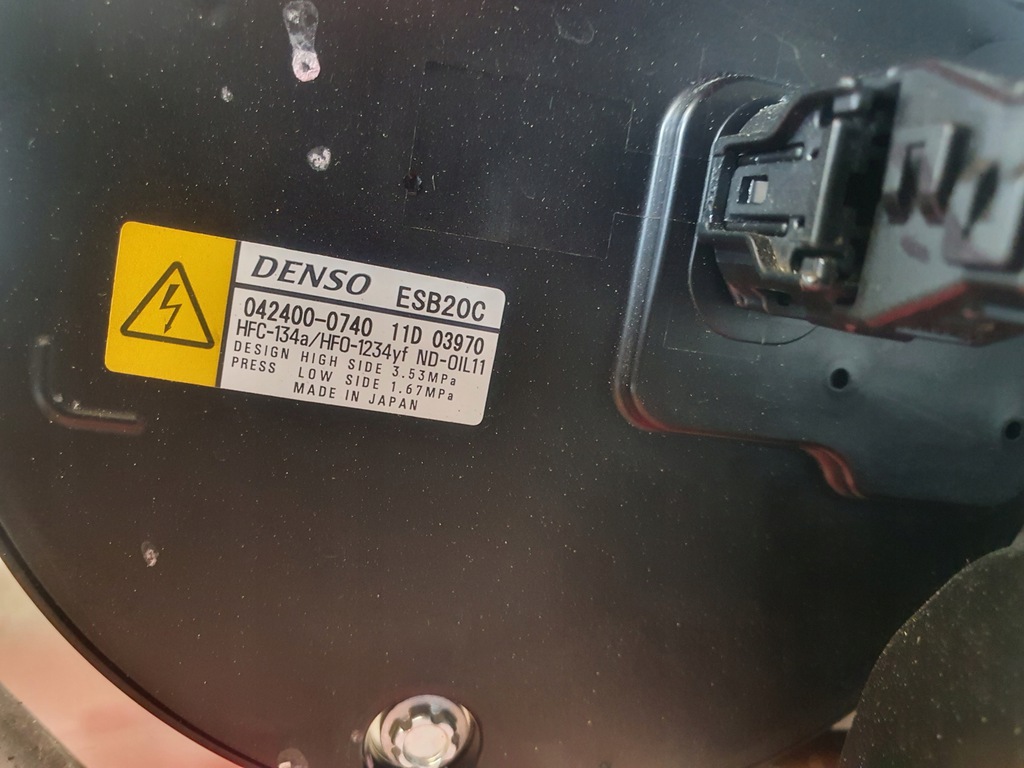 DENSO ESB20C
042400-0740 11D 03970
HFC-134a/HFO-1234yf ND-OIL11
DESIGN HIGH SIDE 3.53MPa
PRESS LOW SIDE 1.67MPa
MADE IN JAPAN